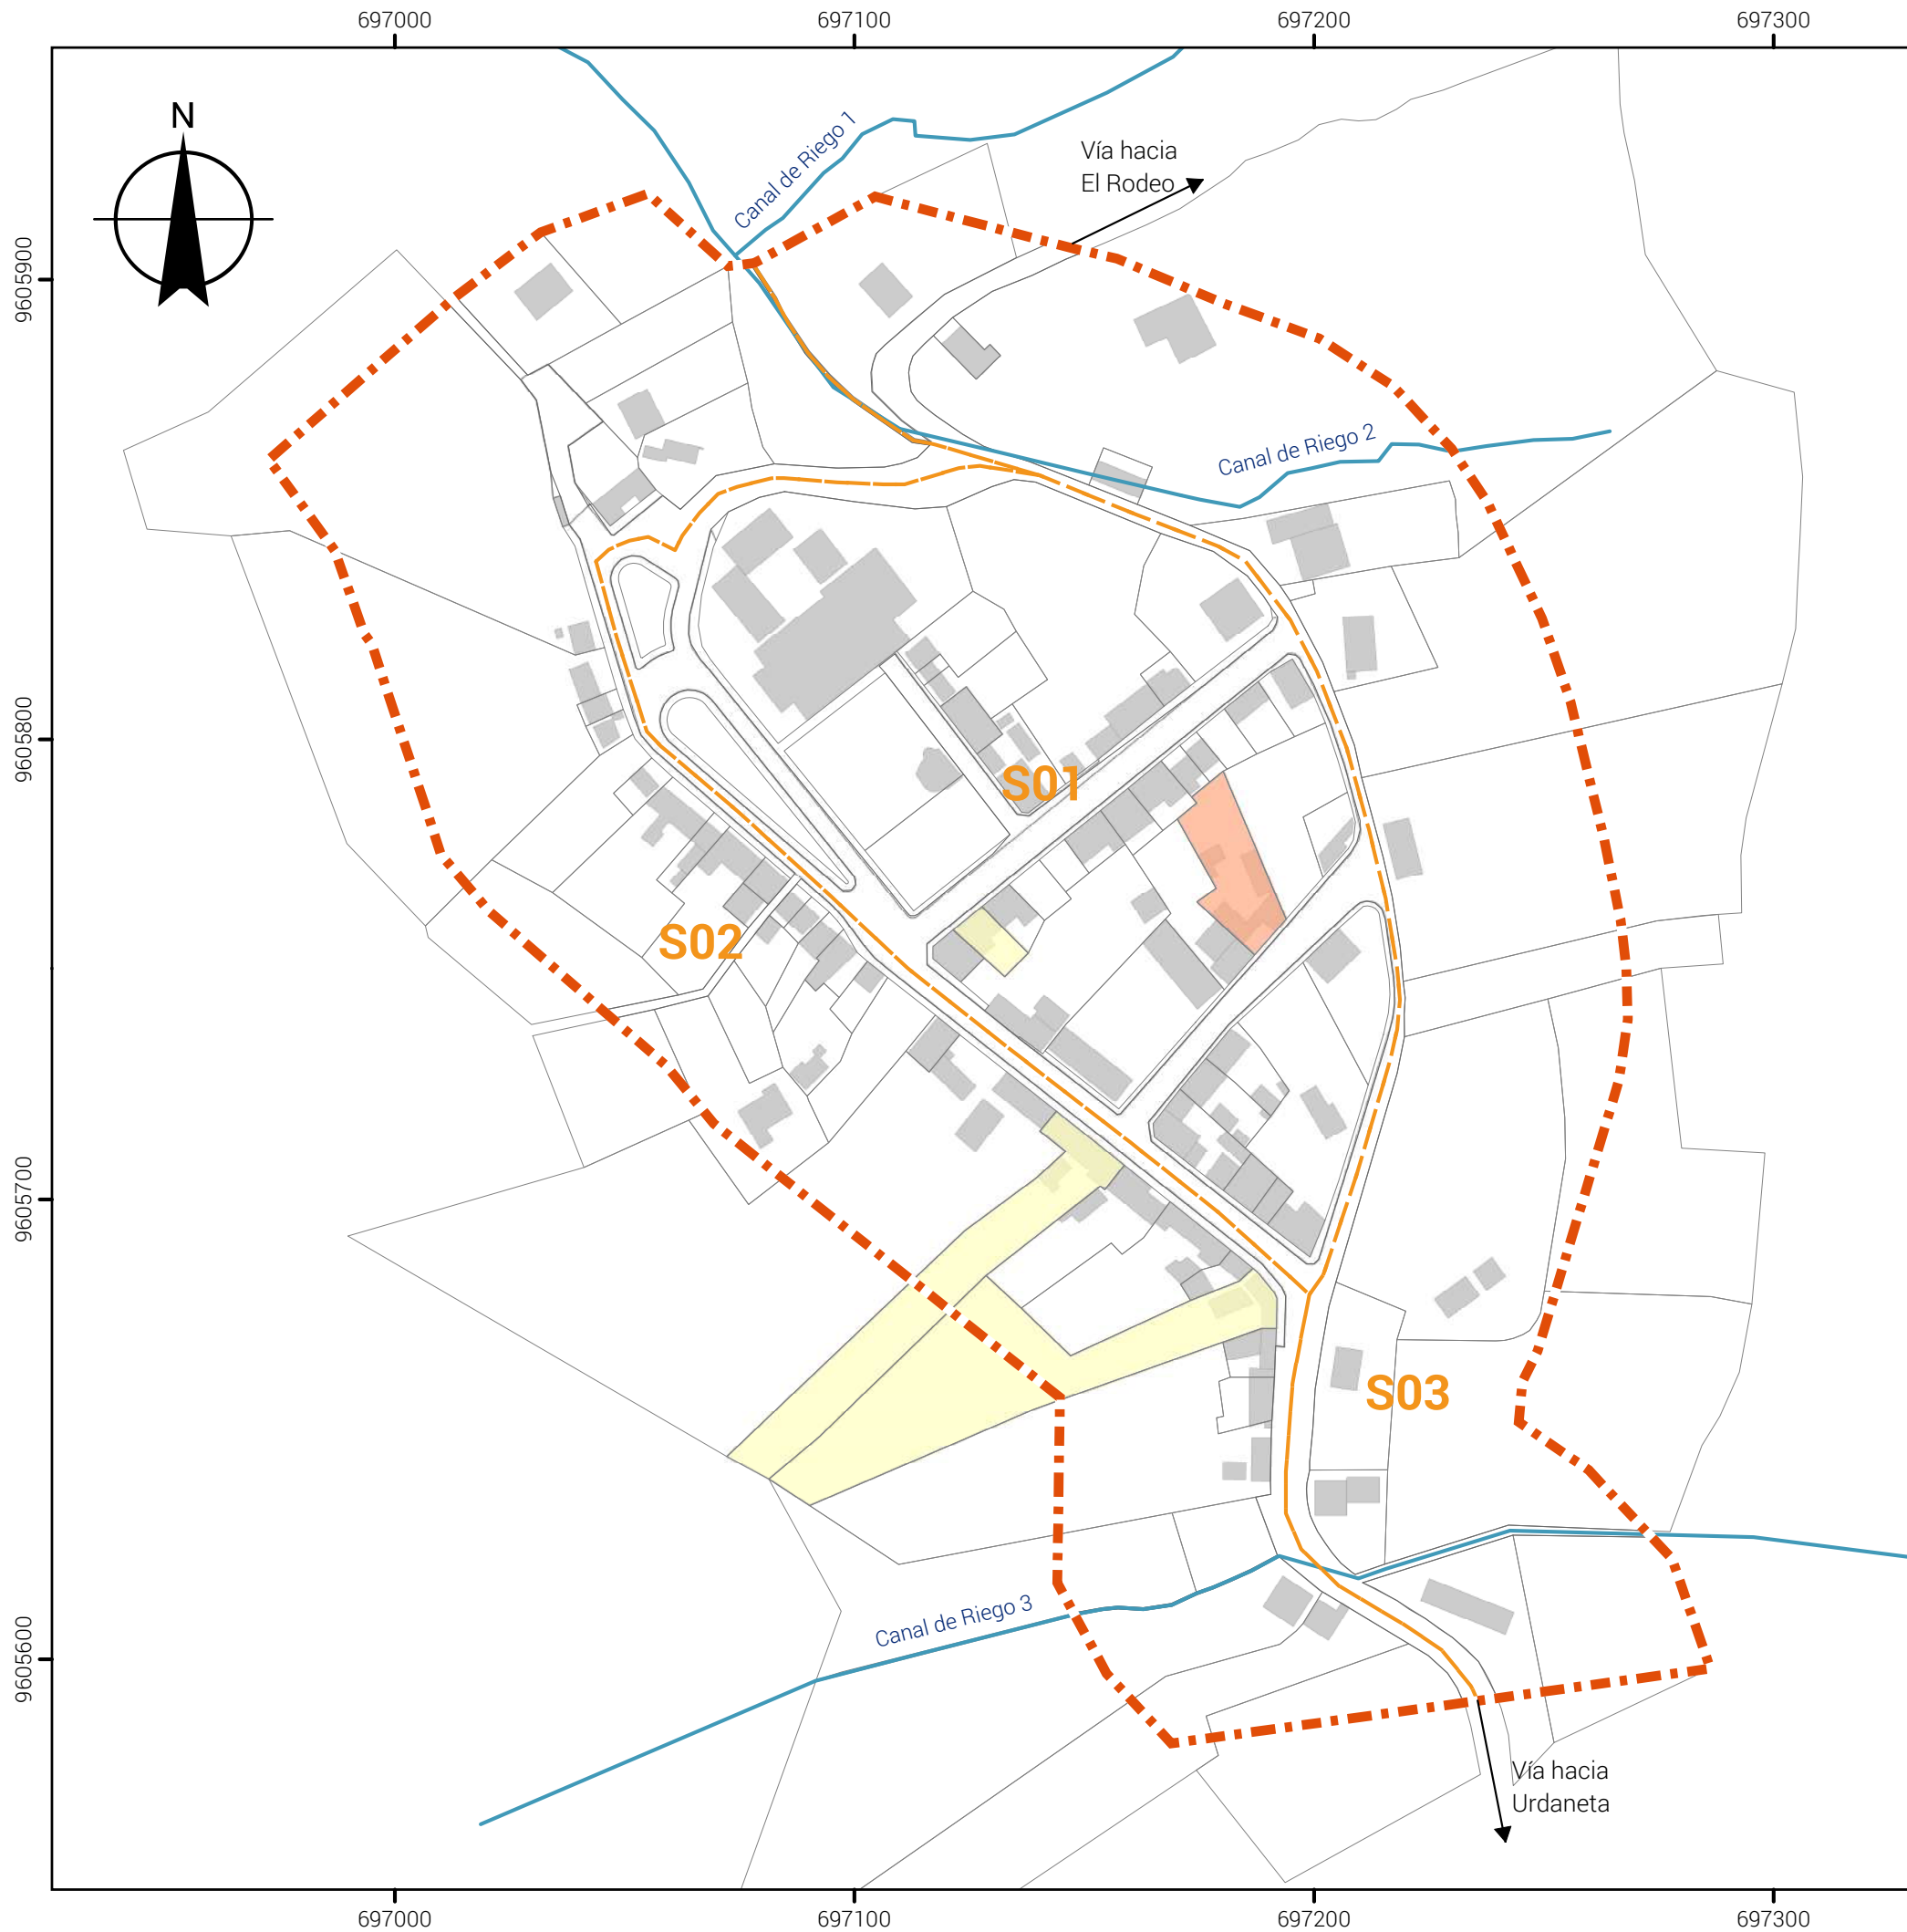 697000
697100
697200
697300
N
Canal de Riego 1
Vía hacia
El Rodeo
9605900
Canal de Riego 2
9605800
S01
S02
9605700
S03
Canal de Riego 3
9605600
Vía hacia
Urdaneta
697000
697100
697200
697300